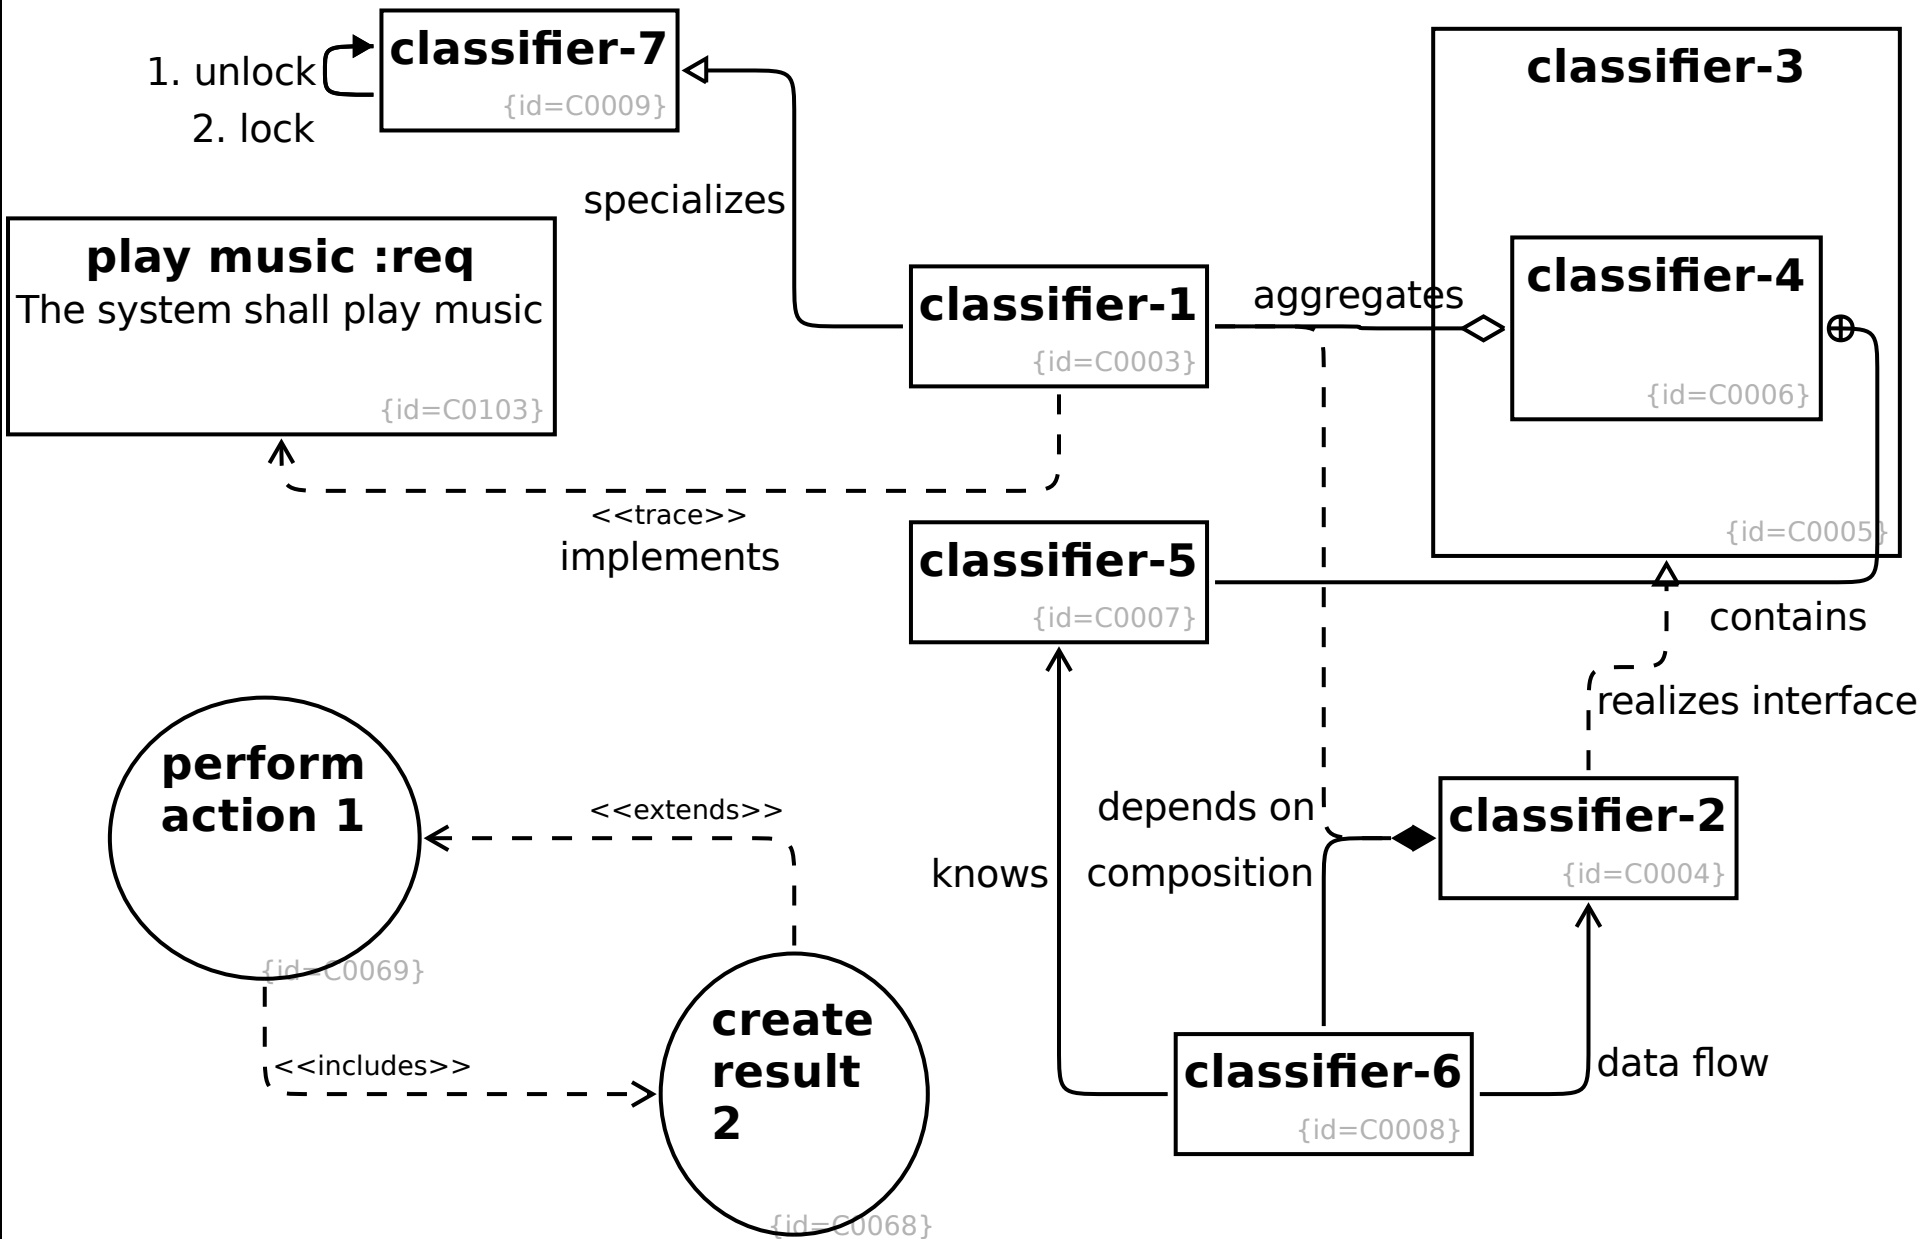 classifier-7
{id=C0009}
1. unlock
2. lock
classifier-3
{id=C0005}
specializes
play music :req
The system shall play music
{id=C0103}
classifier-1
{id=C0003}
aggregates
classifier-4
{id=C0006}
<<trace>>
implements
classifier-5
{id=C0007}
contains
realizes interface
perform
action 1
{id=C0069}
<<extends>>
depends on
composition
knows
classifier-2
{id=C0004}
<<includes>>
create
result
2
{id=C0068}
classifier-6
{id=C0008}
data flow